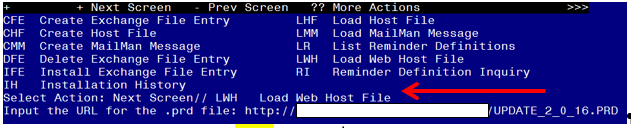 + + Next Screen - Prev Screen ?? More Actions >>>
CFE Create Exchange File Entry LHF Load Host File
CHF Create Host File LMM Load MailMan Message
CMM Create MailMan Message LR List Reminder Definitions
DFE Delete Exchange File Entry LWH Load Web Host File
IFE Install Exchange File Entry RI Reminder Definition Inquiry
IH Installation History
Select Action: Next Screen// LWH Load Web Host File
Input the URL for the .prd file: http:// /UPDATE_2_0_16.PRD